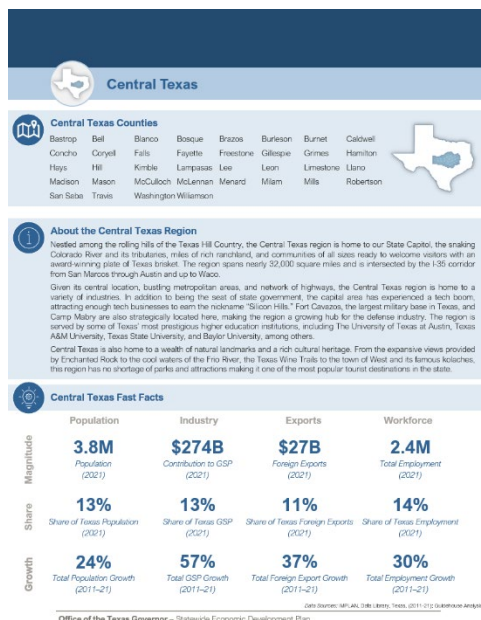 Central Texas
Central Texas Counties
Bastrop Bell Blanco Bosque Brazos Burleson Burnet Caldwell
Concho Coryell Falls Fayette Freestone Gillespie Grimes Hamilton
Hays Hill Kimble Lampasas Lee Leon Limestone Llano
Madison Mason McCulloch McLennan Menard Milam Mills Robertson
San Saba Travis Washington Williamson
About the Central Texas Region
Nestled among the rolling hills of the Texas Hill Country, the Central Texas region is home to our State Capitol, the snaking
Colorado River and its tributaries, miles of rich ranchland, and communities of all sizes ready to welcome visitors with an
award-winning plate of Texas brisket. The region spans nearly 32,000 square miles and is intersected by the I-35 corridor
from San Marcos through Austin and up to Waco.
Given its central location, bustling metropolitan areas, and network of highways, the Central Texas region is home to a
variety of industries. In addition to being the seat of state government, the capital area has experienced a tech boom,
attracting enough tech businesses to earn the nickname "Silicon Hills." Fort Cavazos, the largest military base in Texas, and
Camp Mabry are also strategically located here, making the region a growing hub for the defense industry. The region is
served by some of Texas' most prestigious higher education institutions, including The University of Texas at Austin, Texas
A&M University, Texas State University, and Baylor University, among others.
Central Texas is also home to a wealth of natural landmarks and a rich cultural heritage. From the expansive views provided
by Enchanted Rock to the cool waters of the Frio River, the Texas Wine Trails to the town of West and its famous kolaches,
this region has no shortage of parks and attractions making it one of the most popular tourist destinations in the state.
Central Texas Fast Facts
Population Industry Exports Workforce
Magnitude
3.8M $274B $27B 2.4M
Population Contribution to GSP Foreign Exports Total Employment
(2021) (2021) (2021) (2021)
Share
13% 13% 11% 14%
Share of Texas Population Share of Texas GSP Share of Texas Foreign Exports Share of Texas Employment
(2021) (2021) (2021) (2021)
Growth
24% 57% 37% 30%
Total Population Growth Total GSP Growth Total Foreign Export Growth Total Employment Growth
(2011–21) (2011–21) (2011–21) (2011–21)
Data Sources: IMPLAN, Data Library, Texas, (2011-21); Guidehouse Analysis
Office of the Texas Governor – Statewide Economic Development Plan